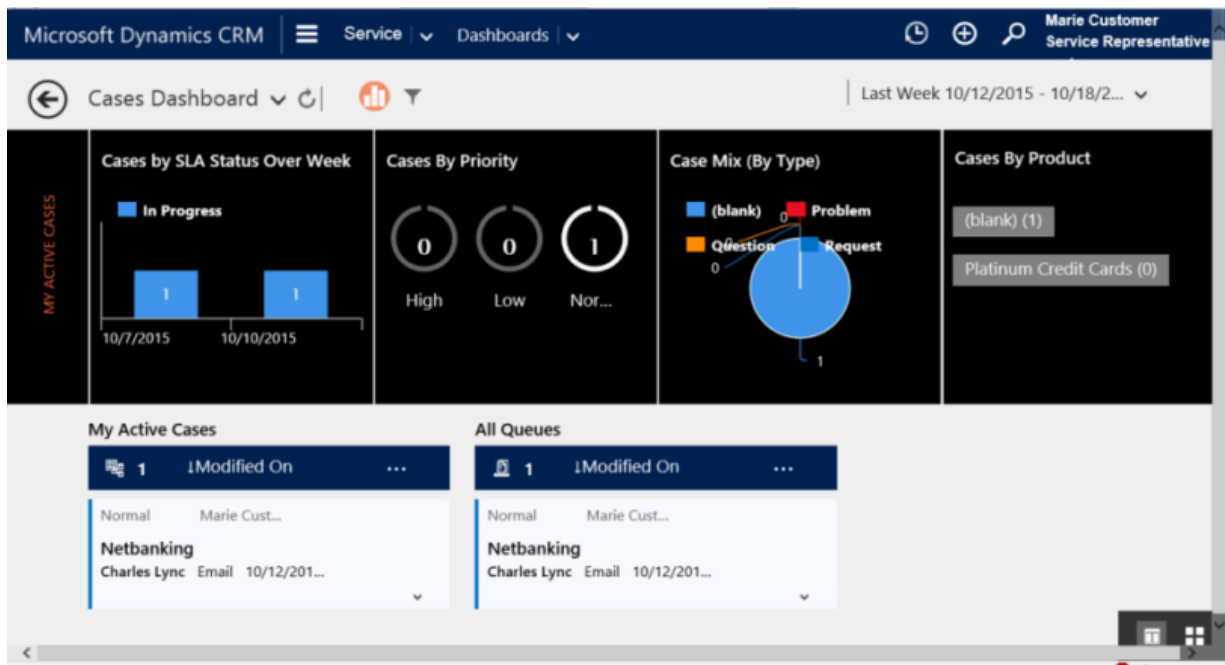 Microsoft Dynamics CRM Service Dashboards Marie Customer
Service Representative
Cases Dashboard Last Week 10/12/2015 - 10/18/2...
MY ACTIVE CASES
Cases by SLA Status Over Week
In Progress
1 1
10/7/2015 10/10/2015
Cases By Priority
0 0 1
High Low Nor...
Case Mix (By Type)
(blank) 0 Problem
Question 0 Request
0
1
Cases By Product
(blank) (1)
Platinum Credit Cards (0)
My Active Cases
1 ↓Modified On ...
Normal Marie Cust...
Netbanking
Charles Lync Email 10/12/201...
All Queues
1 ↓Modified On ...
Normal Marie Cust...
Netbanking
Charles Lync Email 10/12/201...